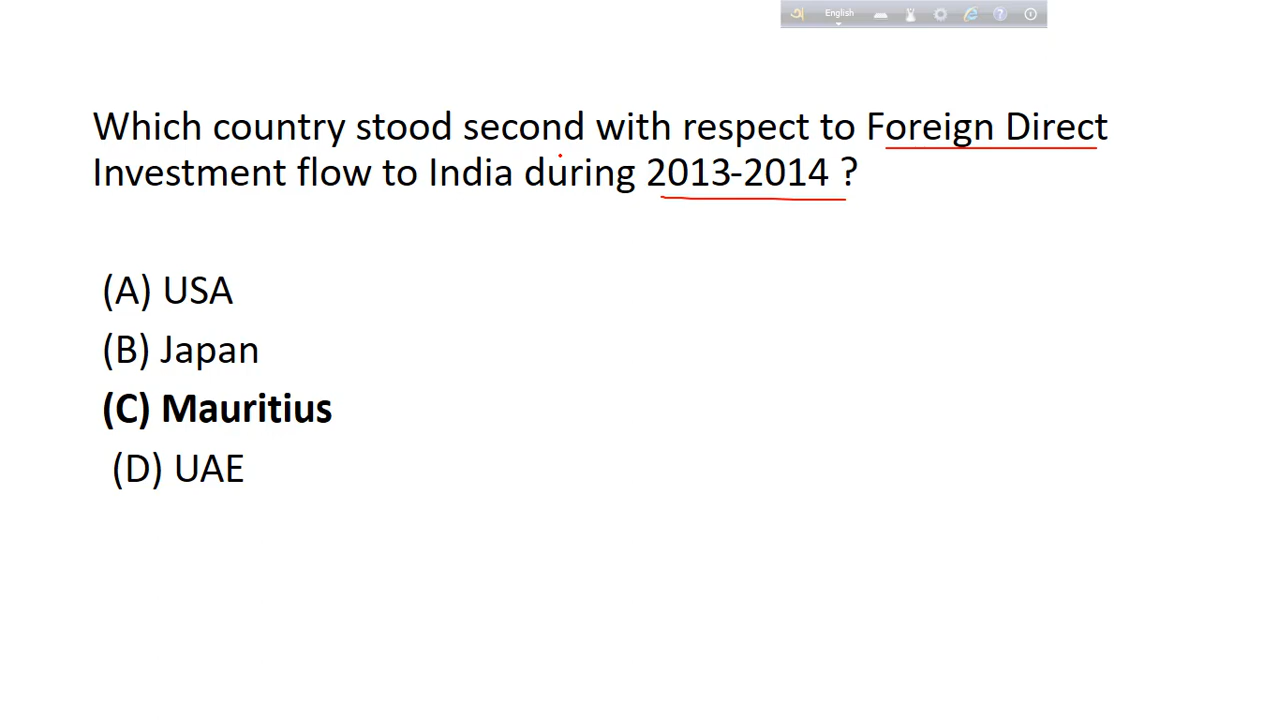 English
Which country stood second with respect to Foreign Direct
Investment flow to India during 2013-2014 ?
(A) USA
(B) Japan
(C) Mauritius
(D) UAE